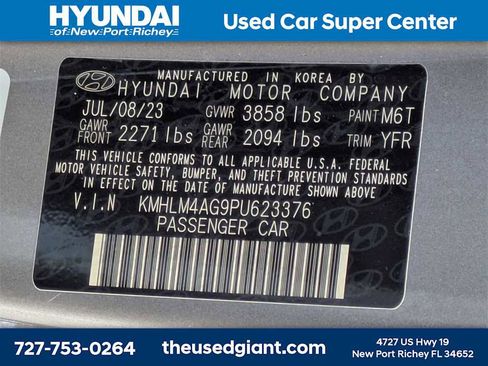 HYUNDAI
of New Port Richey
Used Car Super Center
MANUFACTURED IN KOREA BY
HYUNDAI MOTOR COMPANY
JUL/08/23 GVWR 3858 lbs PAINT M6T
GAWR FRONT 2271 lbs GAWR REAR 2094 lbs TRIM YFR
THIS VEHICLE CONFORMS TO ALL APPLICABLE U.S.A. FEDERAL
MOTOR VEHICLE SAFETY, BUMPER, AND THEFT PREVENTION STANDARDS
IN EFFECT ON THE DATE OF MANUFACTURE SHOWN ABOVE.
V.I.N KMHLM4AG9PU623376
PASSENGER CAR
727-753-0264
theusedgiant.com
4727 US Hwy 19
New Port Richey FL 34652